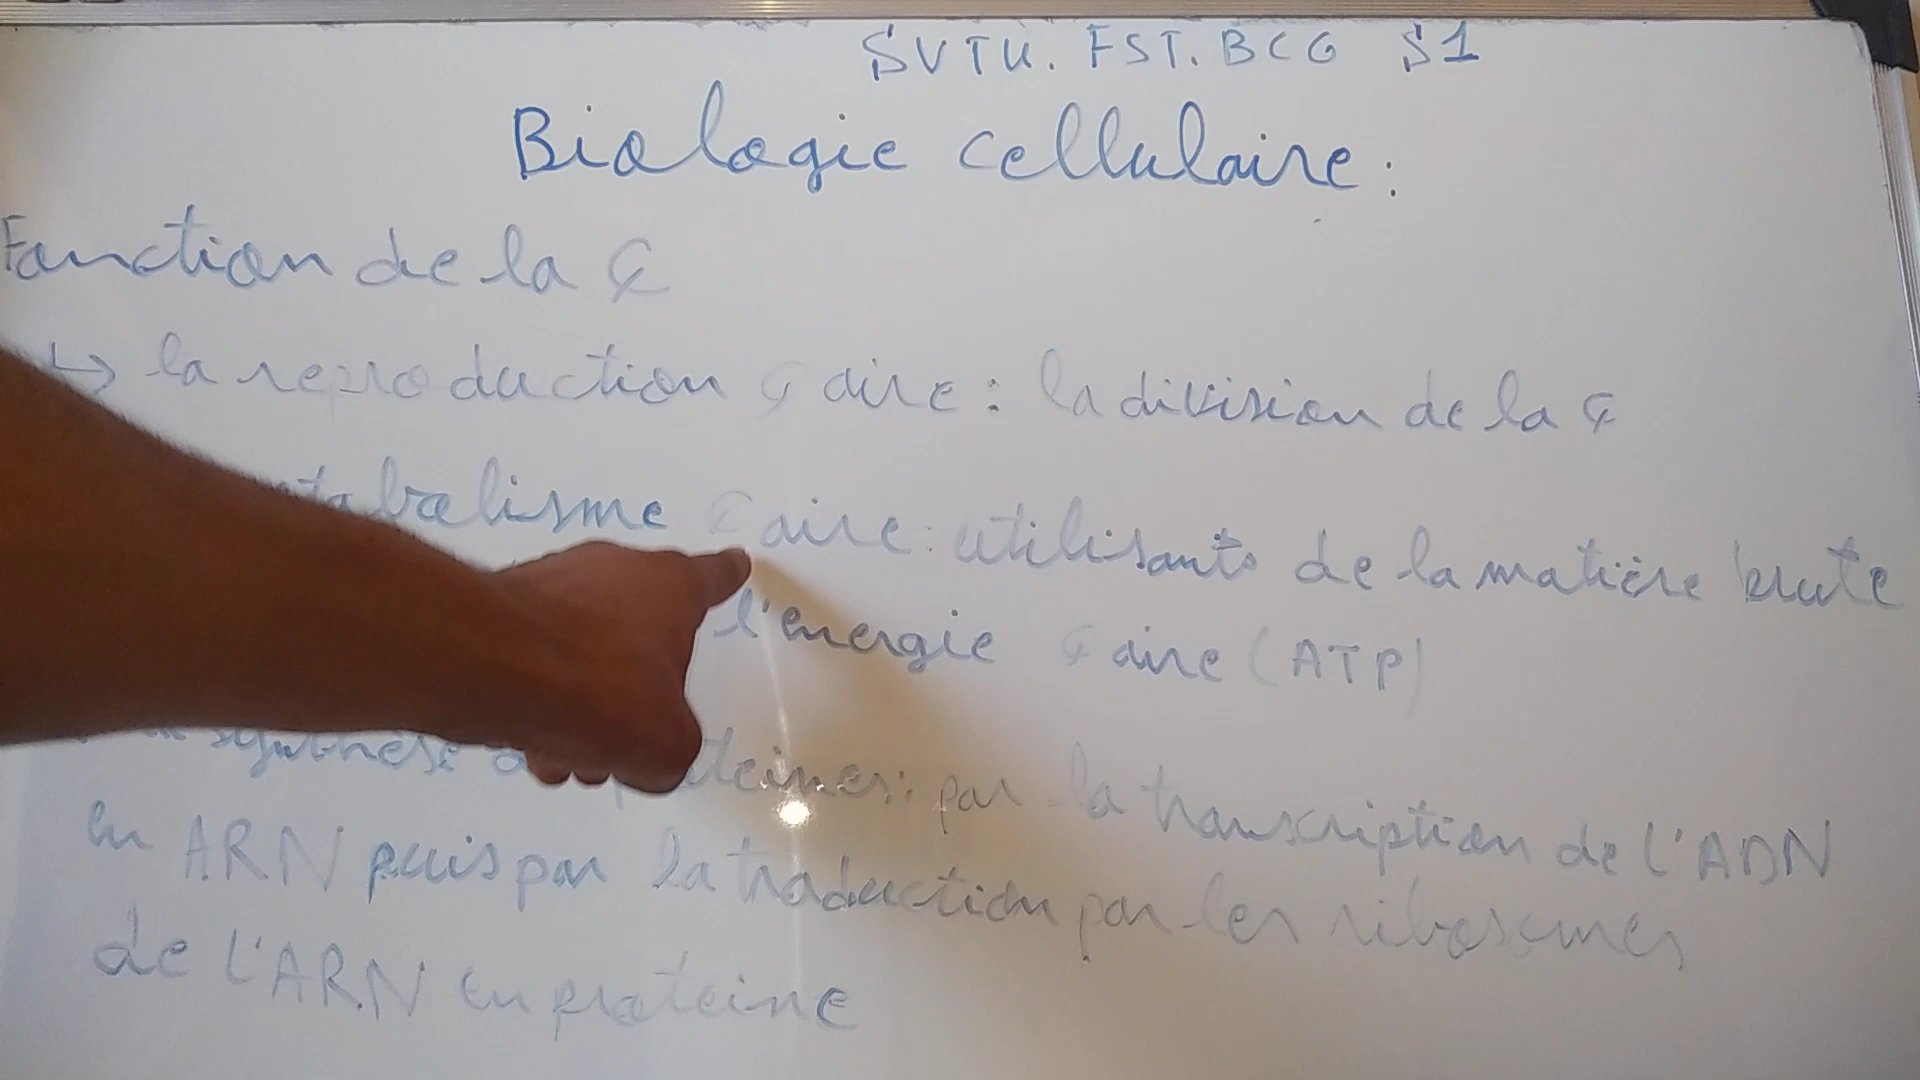 SVTU. FST. BCG S1
Biologie cellulaire:
Fonction de la ₵
↳ la reproduction ₵aire : la division de la ₵
₵aire: utilisants de la matière brute
l'énergie ₵aire (ATP)
synthèse par la transcription de l'ADN
en ARN puis par la traduction par les ribosomes
de l'ARN en proteine